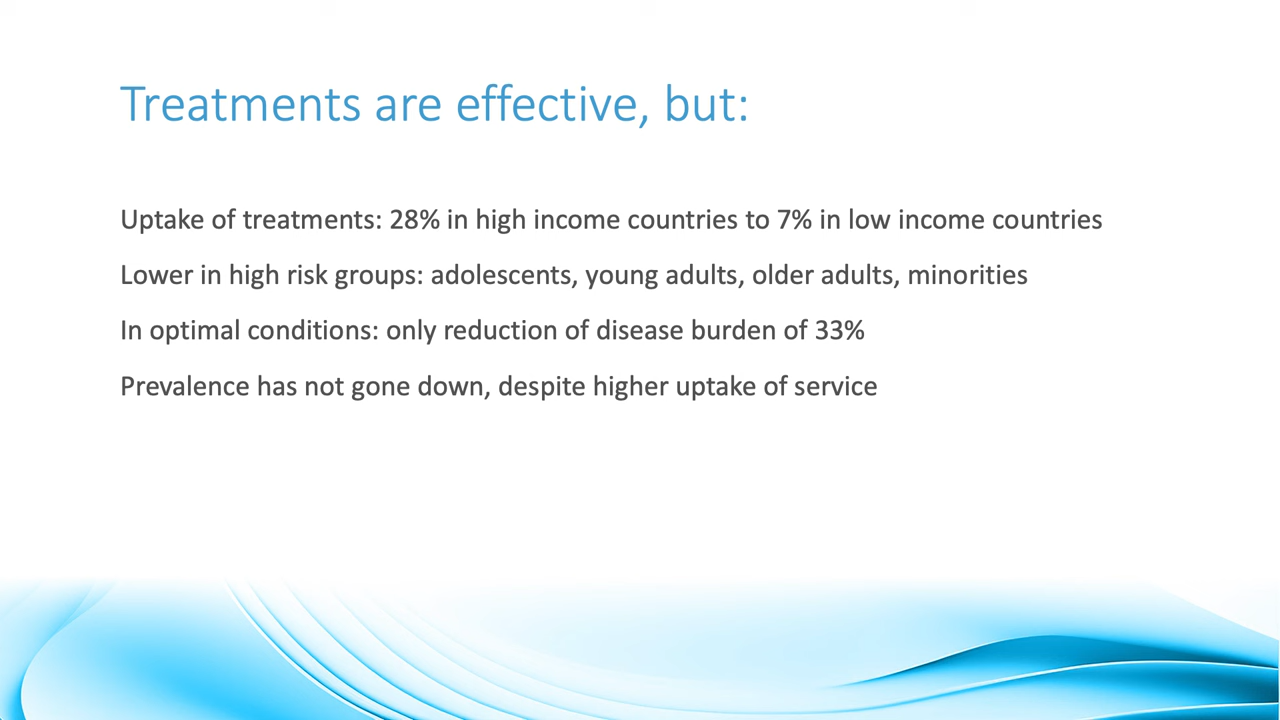 Treatments are effective, but:
Uptake of treatments: 28% in high income countries to 7% in low income countries
Lower in high risk groups: adolescents, young adults, older adults, minorities
In optimal conditions: only reduction of disease burden of 33%
Prevalence has not gone down, despite higher uptake of service